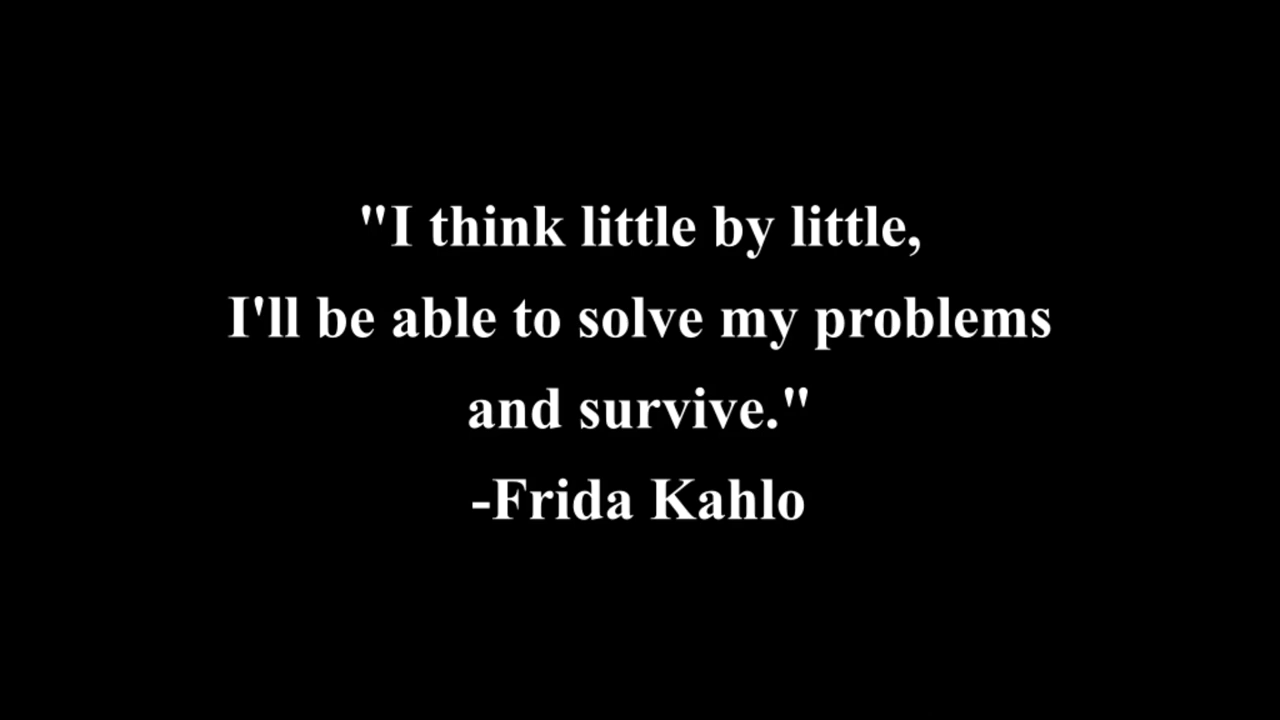 "I think little by little,
I'll be able to solve my problems
and survive."
-Frida Kahlo